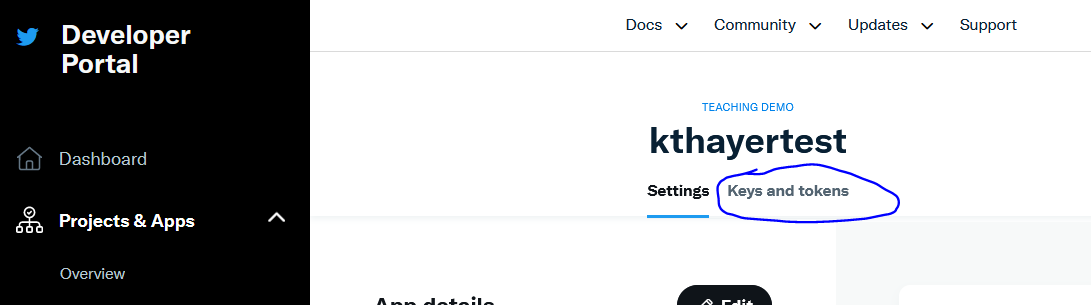 Developer
Portal
Docs
Community
Updates
Support
Dashboard
Projects & Apps
Overview
TEACHING DEMO
kthayertest
Settings
Keys and tokens
App details
Edit